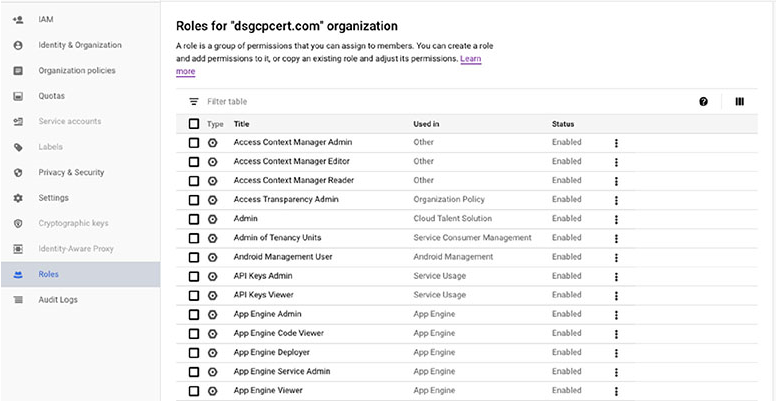 IAM
Identity & Organization
Organization policies
Quotas
Service accounts
Labels
Privacy & Security
Settings
Cryptographic keys
Identity-Aware Proxy
Roles
Audit Logs
Roles for "dsgcpcert.com" organization
A role is a group of permissions that you can assign to members. You can create a role
and add permissions to it, or copy an existing role and adjust its permissions. Learn
more
Filter table
Type Title Used in Status
Access Context Manager Admin Other Enabled
Access Context Manager Editor Other Enabled
Access Context Manager Reader Other Enabled
Access Transparency Admin Organization Policy Enabled
Admin Cloud Talent Solution Enabled
Admin of Tenancy Units Service Consumer Management Enabled
Android Management User Android Management Enabled
API Keys Admin Service Usage Enabled
API Keys Viewer Service Usage Enabled
App Engine Admin App Engine Enabled
App Engine Code Viewer App Engine Enabled
App Engine Deployer App Engine Enabled
App Engine Service Admin App Engine Enabled
App Engine Viewer App Engine Enabled